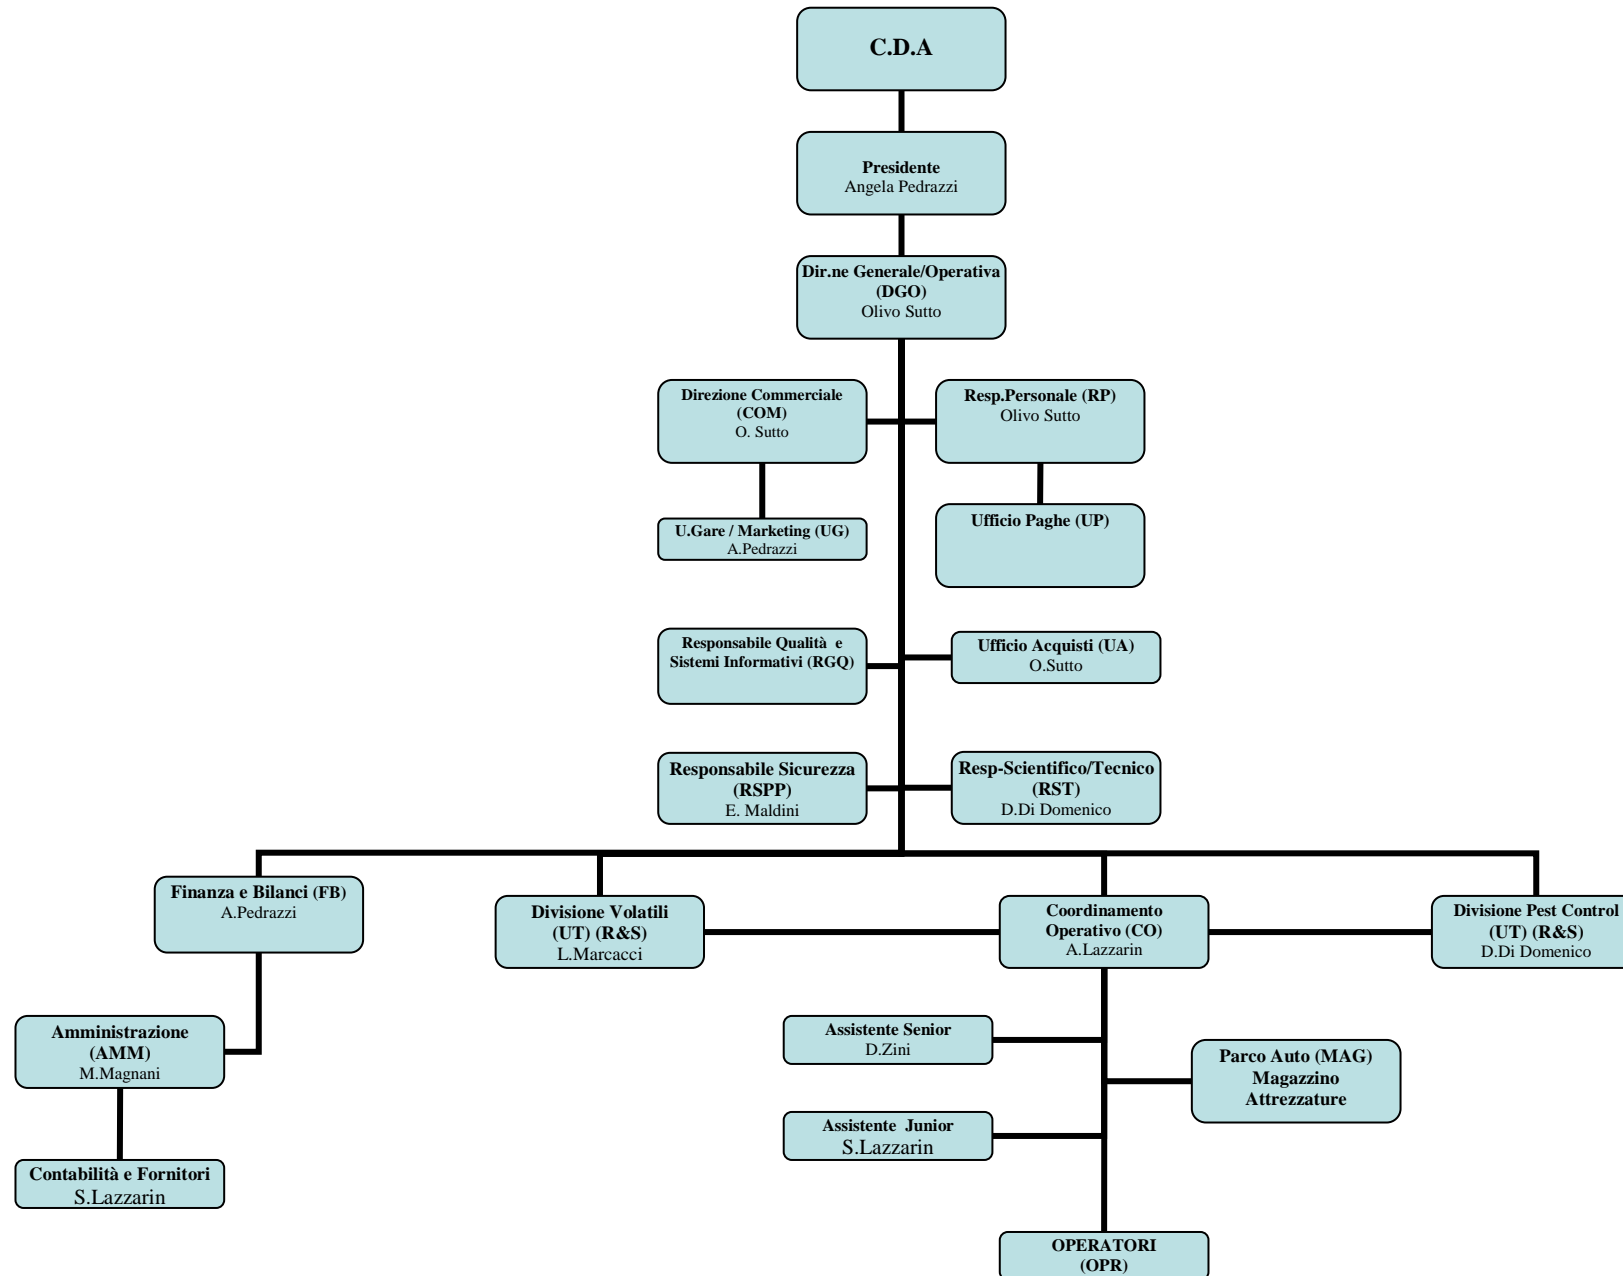 C.D.A
Presidente
Angela Pedrazzi
Dir.ne Generale/Operativa
(DGO)
Olivo Sutto
Direzione Commerciale
(COM)
O. Sutto
Resp.Personale (RP)
Olivo Sutto
U.Gare / Marketing (UG)
A.Pedrazzi
Ufficio Paghe (UP)
Responsabile Qualità e
Sistemi Informativi (RGQ)
Ufficio Acquisti (UA)
O.Sutto
Responsabile Sicurezza
(RSPP)
E. Maldini
Resp-Scientifico/Tecnico
(RST)
D.Di Domenico
Finanza e Bilanci (FB)
A.Pedrazzi
Divisione Volatili
(UT) (R&S)
L.Marcacci
Coordinamento
Operativo (CO)
A.Lazzarin
Divisione Pest Control
(UT) (R&S)
D.Di Domenico
Amministrazione
(AMM)
M.Magnani
Assistente Senior
D.Zini
Parco Auto (MAG)
Magazzino
Attrezzature
Assistente Junior
S.Lazzarin
Contabilità e Fornitori
S.Lazzarin
OPERATORI
(OPR)